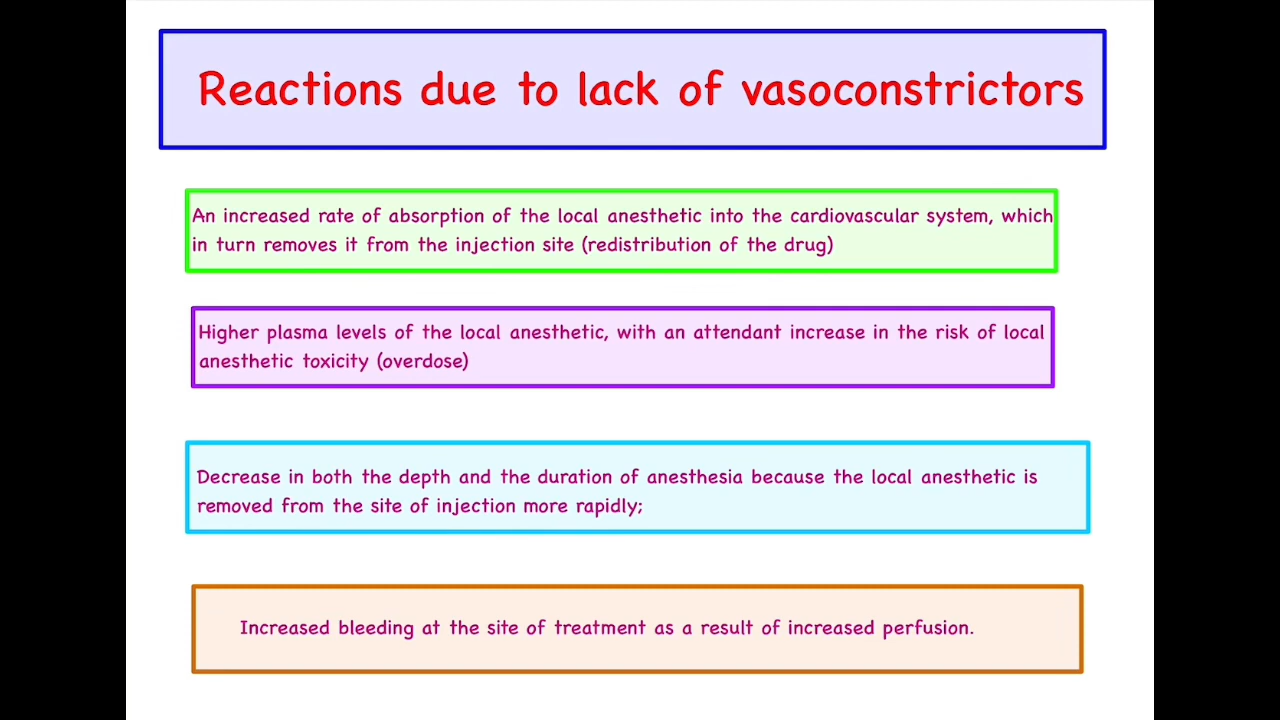 Reactions due to lack of vasoconstrictors
An increased rate of absorption of the local anesthetic into the cardiovascular system, which
in turn removes it from the injection site (redistribution of the drug)
Higher plasma levels of the local anesthetic, with an attendant increase in the risk of local
anesthetic toxicity (overdose)
Decrease in both the depth and the duration of anesthesia because the local anesthetic is
removed from the site of injection more rapidly;
Increased bleeding at the site of treatment as a result of increased perfusion.